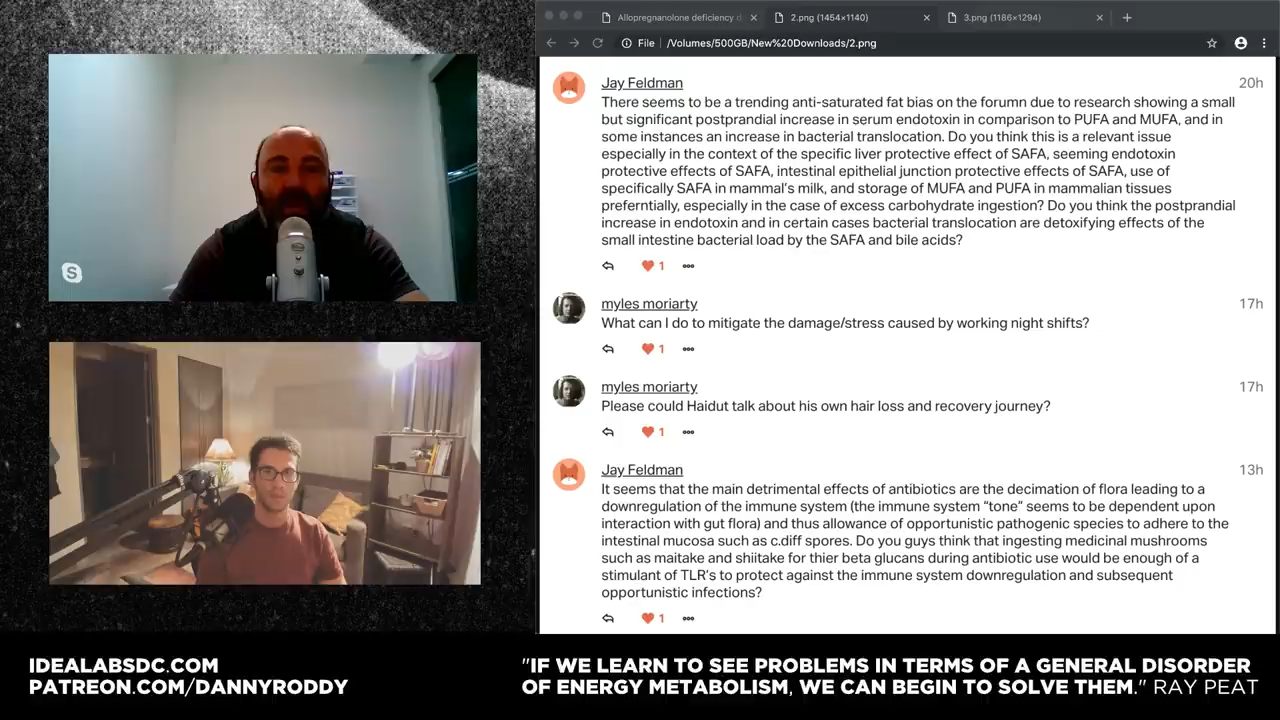 Allopregnanolone deficiency d
2.png (1454×1140)
3.png (1186×1294)
File
/Volumes/500GB/New%20Downloads/2.png
Jay Feldman
20h
There seems to be a trending anti-saturated fat bias on the forumn due to research showing a small
but significant postprandial increase in serum endotoxin in comparison to PUFA and MUFA, and in
some instances an increase in bacterial translocation. Do you think this is a relevant issue
especially in the context of the specific liver protective effect of SAFA, seeming endotoxin
protective effects of SAFA, intestinal epithelial junction protective effects of SAFA, use of
specifically SAFA in mammal's milk, and storage of MUFA and PUFA in mammalian tissues
preferntially, especially in the case of excess carbohydrate ingestion? Do you think the postprandial
increase in endotoxin and in certain cases bacterial translocation are detoxifying effects of the
small intestine bacterial load by the SAFA and bile acids?
1
myles moriarty
17h
What can I do to mitigate the damage/stress caused by working night shifts?
1
myles moriarty
17h
Please could Haidut talk about his own hair loss and recovery journey?
1
Jay Feldman
13h
It seems that the main detrimental effects of antibiotics are the decimation of flora leading to a
downregulation of the immune system (the immune system “tone” seems to be dependent upon
interaction with gut flora) and thus allowance of opportunistic pathogenic species to adhere to the
intestinal mucosa such as c.diff spores. Do you guys think that ingesting medicinal mushrooms
such as maitake and shiitake for thier beta glucans during antibiotic use would be enough of a
stimulant of TLR's to protect against the immune system downregulation and subsequent
opportunistic infections?
1
S
IDEALABSDC.COM
PATREON.COM/DANNYRODDY
"IF WE LEARN TO SEE PROBLEMS IN TERMS OF A GENERAL DISORDER
OF ENERGY METABOLISM, WE CAN BEGIN TO SOLVE THEM." RAY PEAT